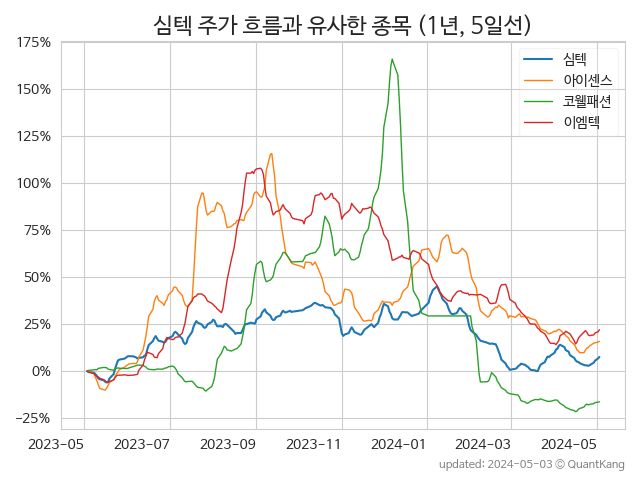 심텍 주가 흐름과 유사한 종목 (1년, 5일선)
175%
150%
125%
100%
75%
50%
25%
0%
−25%
심텍
아이센스
코웰패션
이엠텍
2023-05
2023-07
2023-09
2023-11
2024-01
2024-03
2024-05
updated: 2024-05-03 ⓒ QuantKang